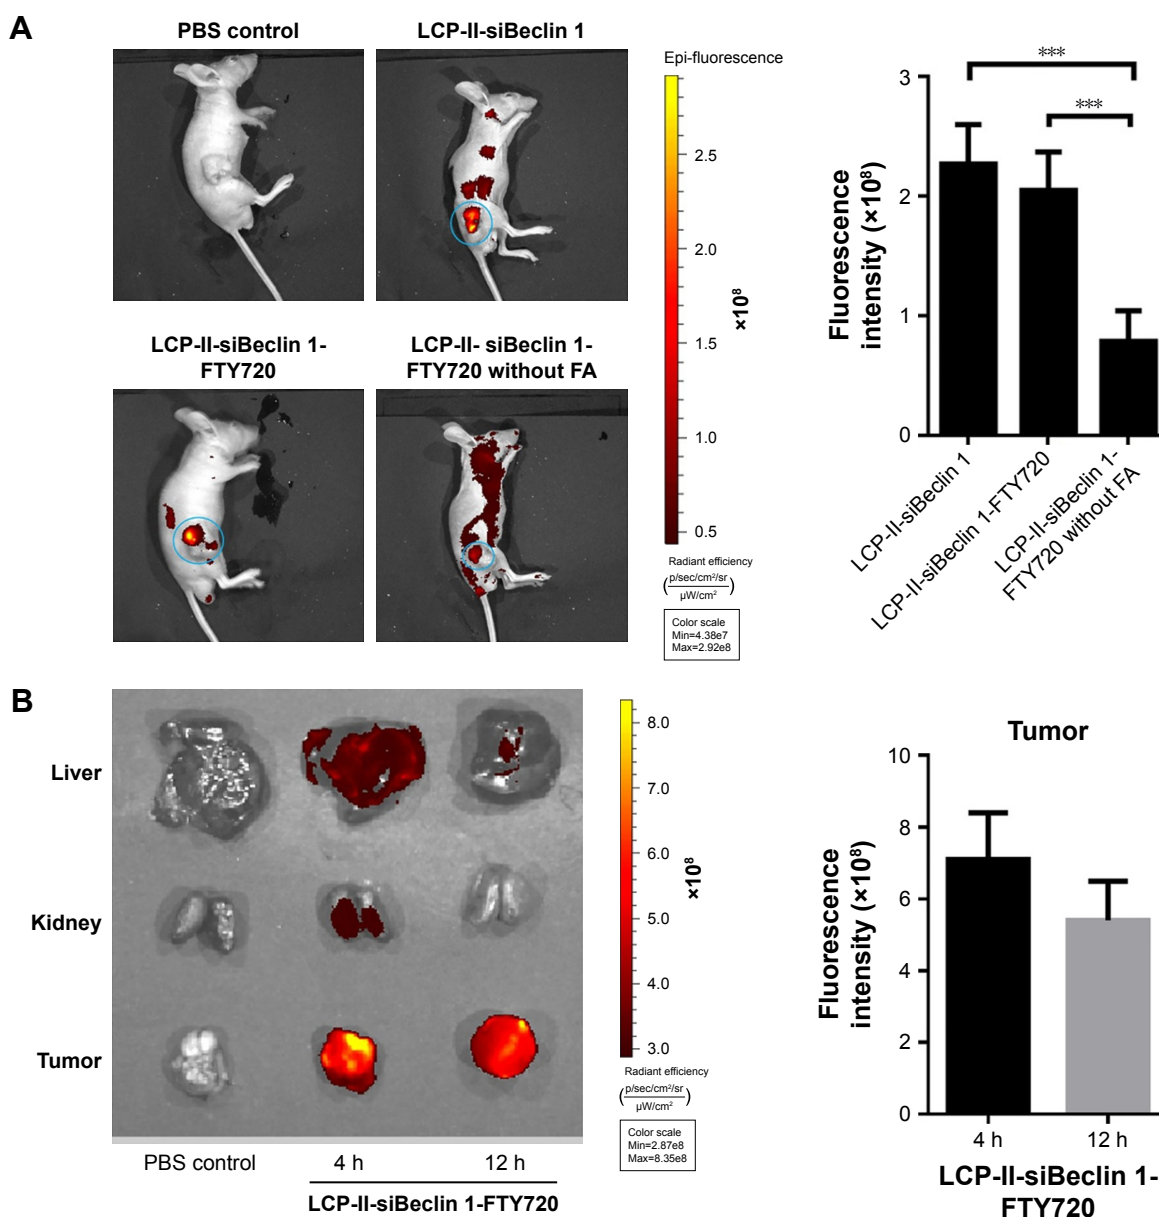 A
PBS control
LCP-II-siBeclin 1
LCP-II-siBeclin 1-
FTY720
LCP-II- siBeclin 1-
FTY720 without FA
Epi-fluorescence
2.5
2.0
1.5
1.0
0.5
×10⁸
Radiant efficiency
(p/sec/cm²/sr
µW/cm²)
Color scale
Min=4.38e7
Max=2.92e8
***
***
3
2
1
0
Fluorescence
intensity (×10⁸)
LCP-II-siBeclin 1
LCP-II-siBeclin 1-FTY720
LCP-II-siBeclin 1-
FTY720 without FA
B
Liver
Kidney
Tumor
PBS control
4 h
12 h
LCP-II-siBeclin 1-FTY720
8.0
7.0
6.0
5.0
4.0
3.0
×10⁸
Radiant efficiency
(p/sec/cm²/sr
µW/cm²)
Color scale
Min=2.87e8
Max=8.35e8
Tumor
10
8
6
4
2
0
Fluorescence
intensity (×10⁸)
4 h
12 h
LCP-II-siBeclin 1-
FTY720